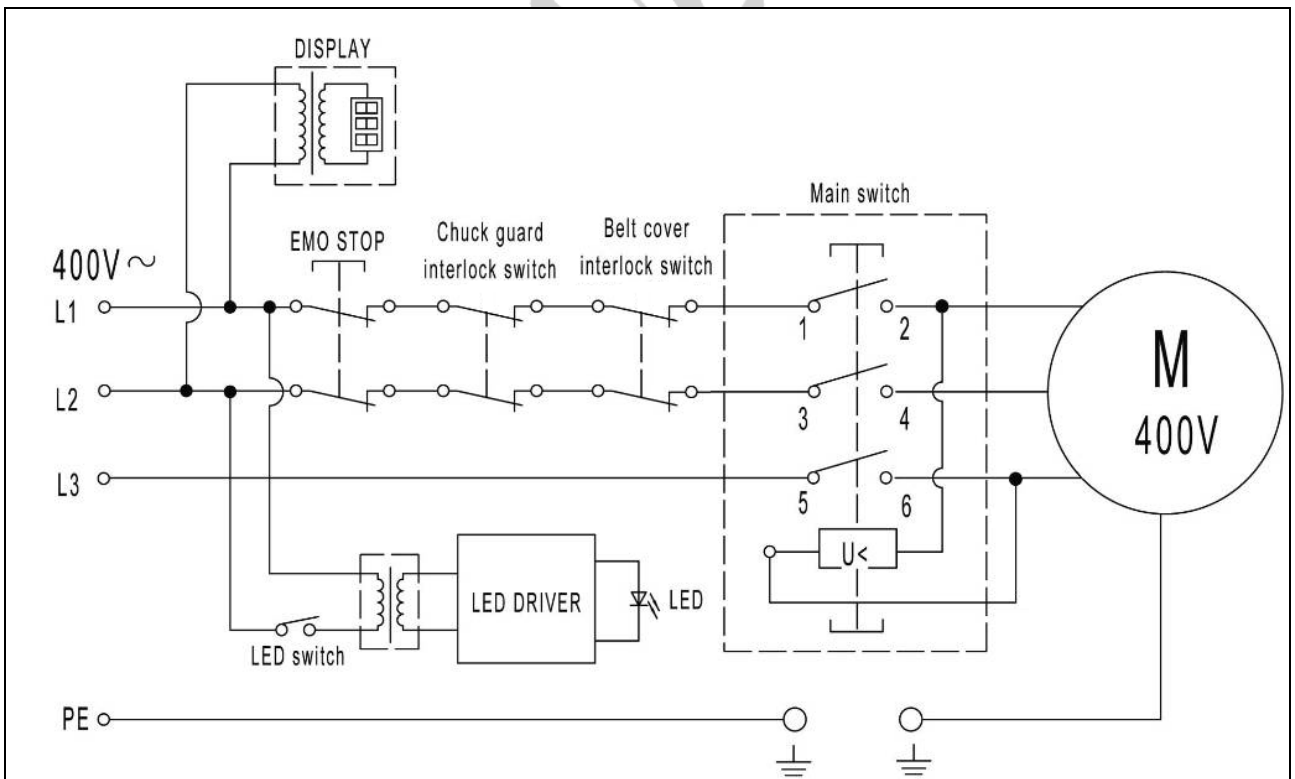 DISPLAY
Main switch
EMO STOP
Chuck guard
interlock switch
Belt cover
interlock switch
400V ~
L1
1
2
M
400V
L2
3
4
L3
5
6
U<
LED DRIVER
LED
LED switch
PE